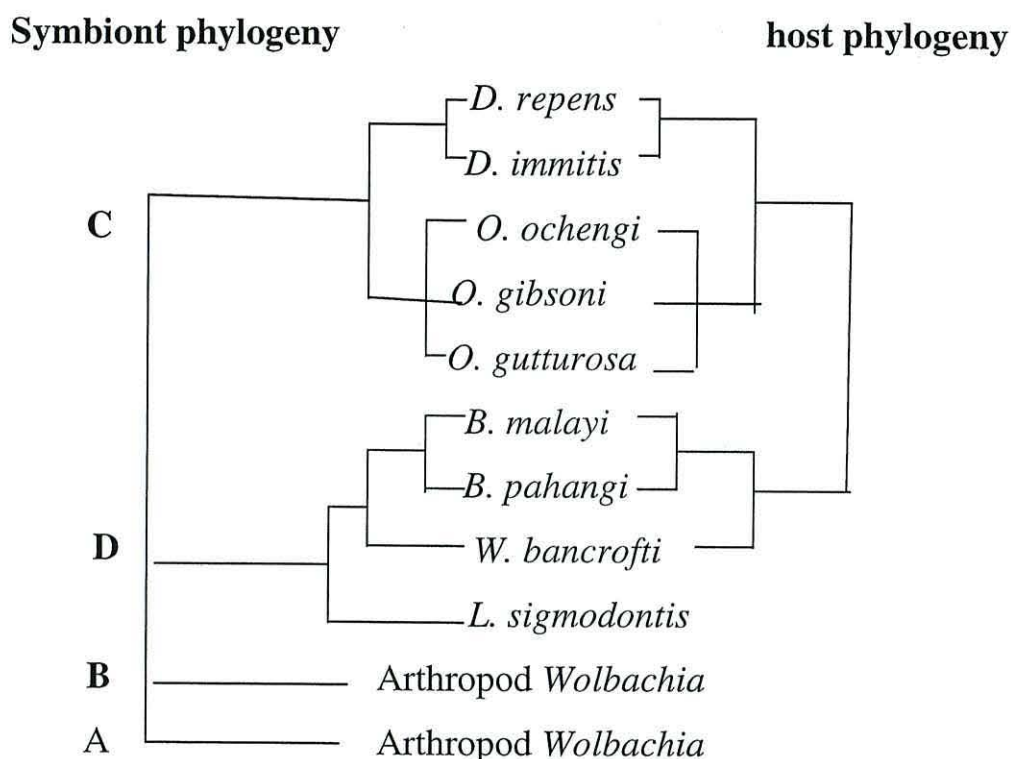 Symbiont phylogeny
host phylogeny
D. repens
D. immitis
C
O. ochengi
O. gibsoni
O. gutturosa
B. malayi
B. pahangi
D
W. bancrofti
L. sigmodontis
B
Arthropod Wolbachia
A
Arthropod Wolbachia